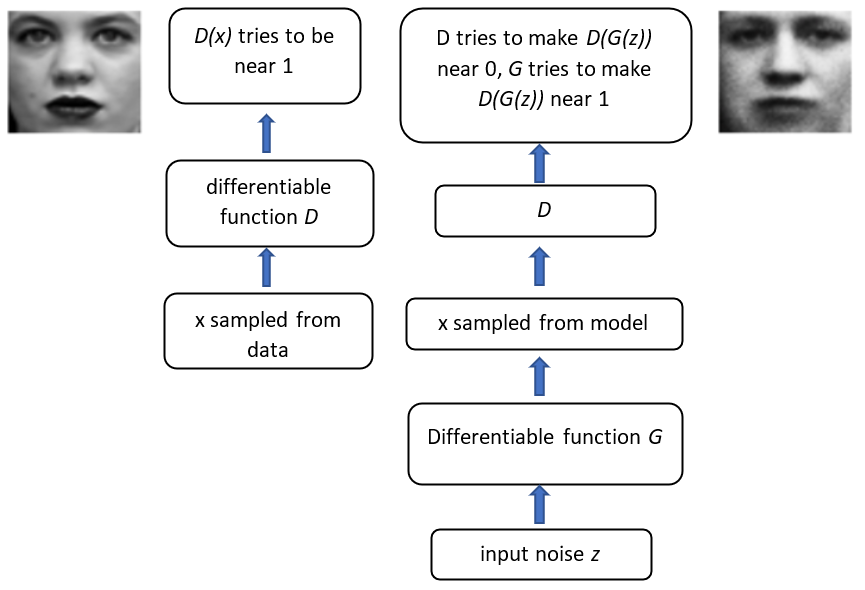 D(x) tries to be
near 1
differentiable
function D
x sampled from
data
D tries to make D(G(z))
near 0, G tries to make
D(G(z)) near 1
D
x sampled from model
Differentiable function G
input noise z